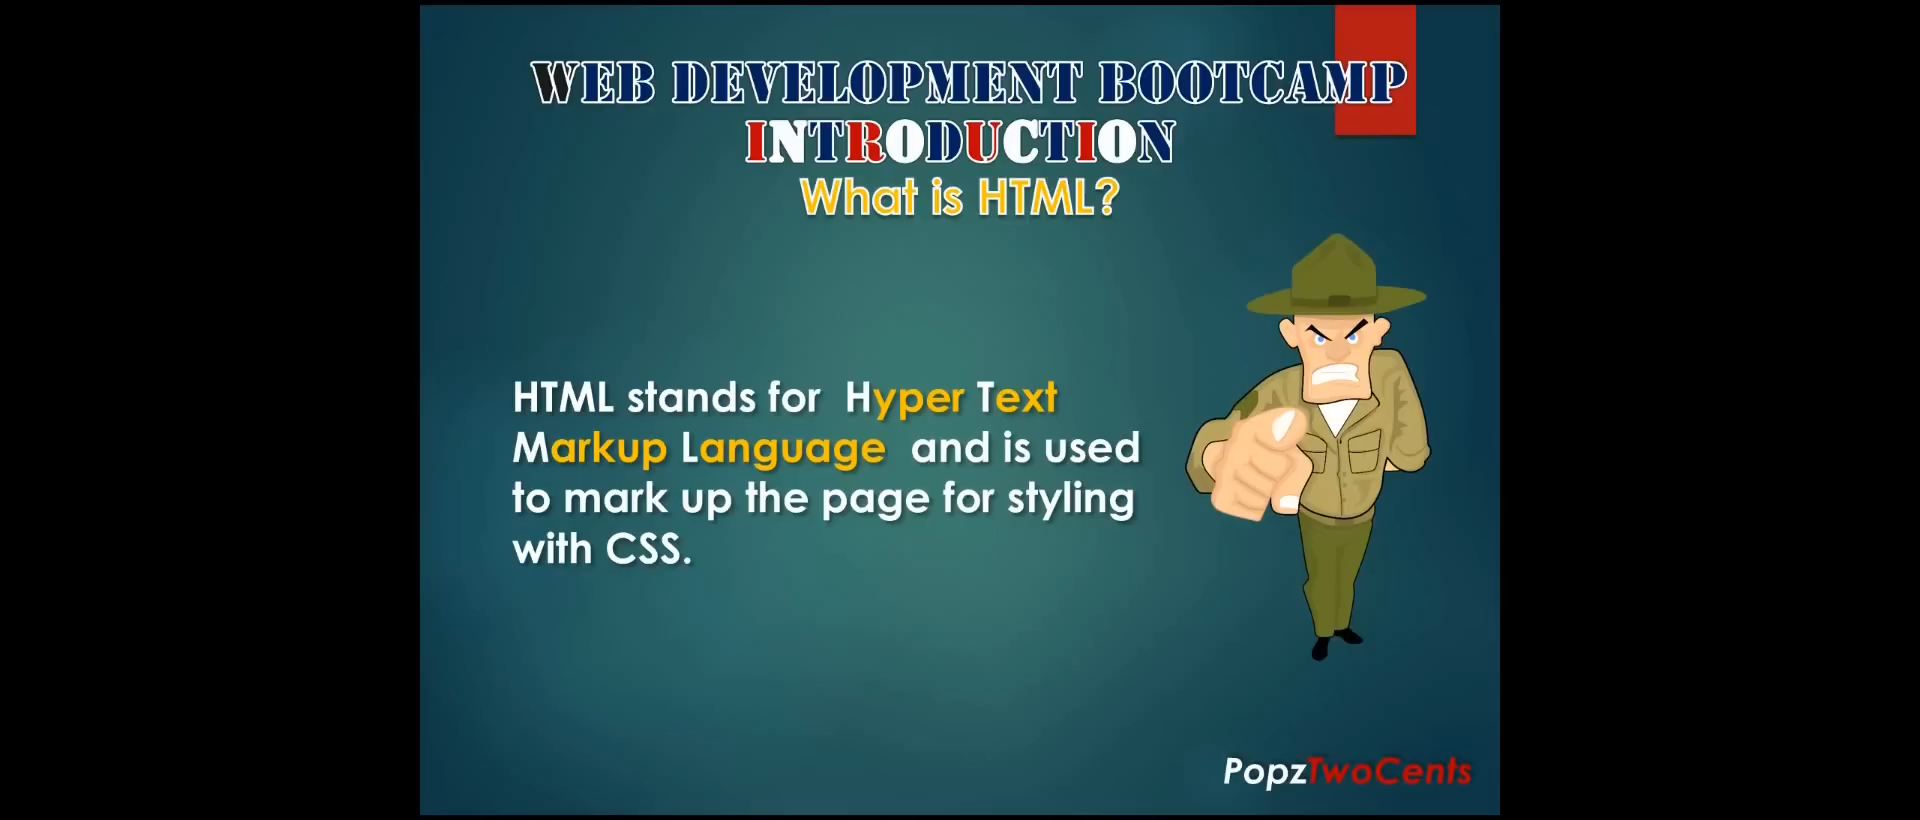 WEB DEVELOPMENT BOOTCAMP
INTRODUCTION
What is HTML?
HTML stands for Hyper Text
Markup Language and is used
to mark up the page for styling
with CSS.
PopzTwoCents